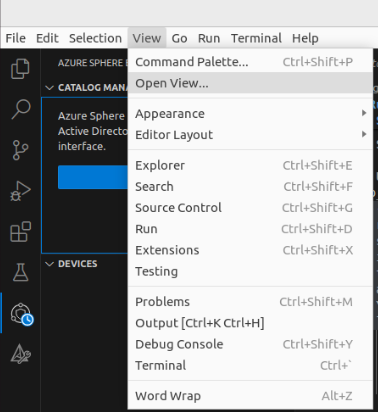 File Edit Selection View Go Run Terminal Help
AZURE SPHERE
CATALOG MANA
Azure Sphere
Active Directo
interface.
DEVICES
Command Palette... Ctrl+Shift+P
Open View...
Appearance
Editor Layout
Explorer Ctrl+Shift+E
Search Ctrl+Shift+F
Source Control Ctrl+Shift+G
Run Ctrl+Shift+D
Extensions Ctrl+Shift+X
Testing
Problems Ctrl+Shift+M
Output [Ctrl+K Ctrl+H]
Debug Console Ctrl+Shift+Y
Terminal Ctrl+`
Word Wrap Alt+Z